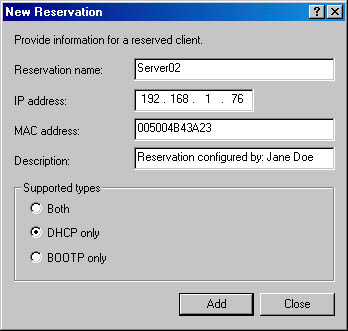 New Reservation
Provide information for a reserved client.
Reservation name: Server02
IP address: 192 . 168 . 1 . 76
MAC address: 005004B43A23
Description: Reservation configured by: Jane Doe
Supported types
Both
DHCP only
BOOTP only
Add Close